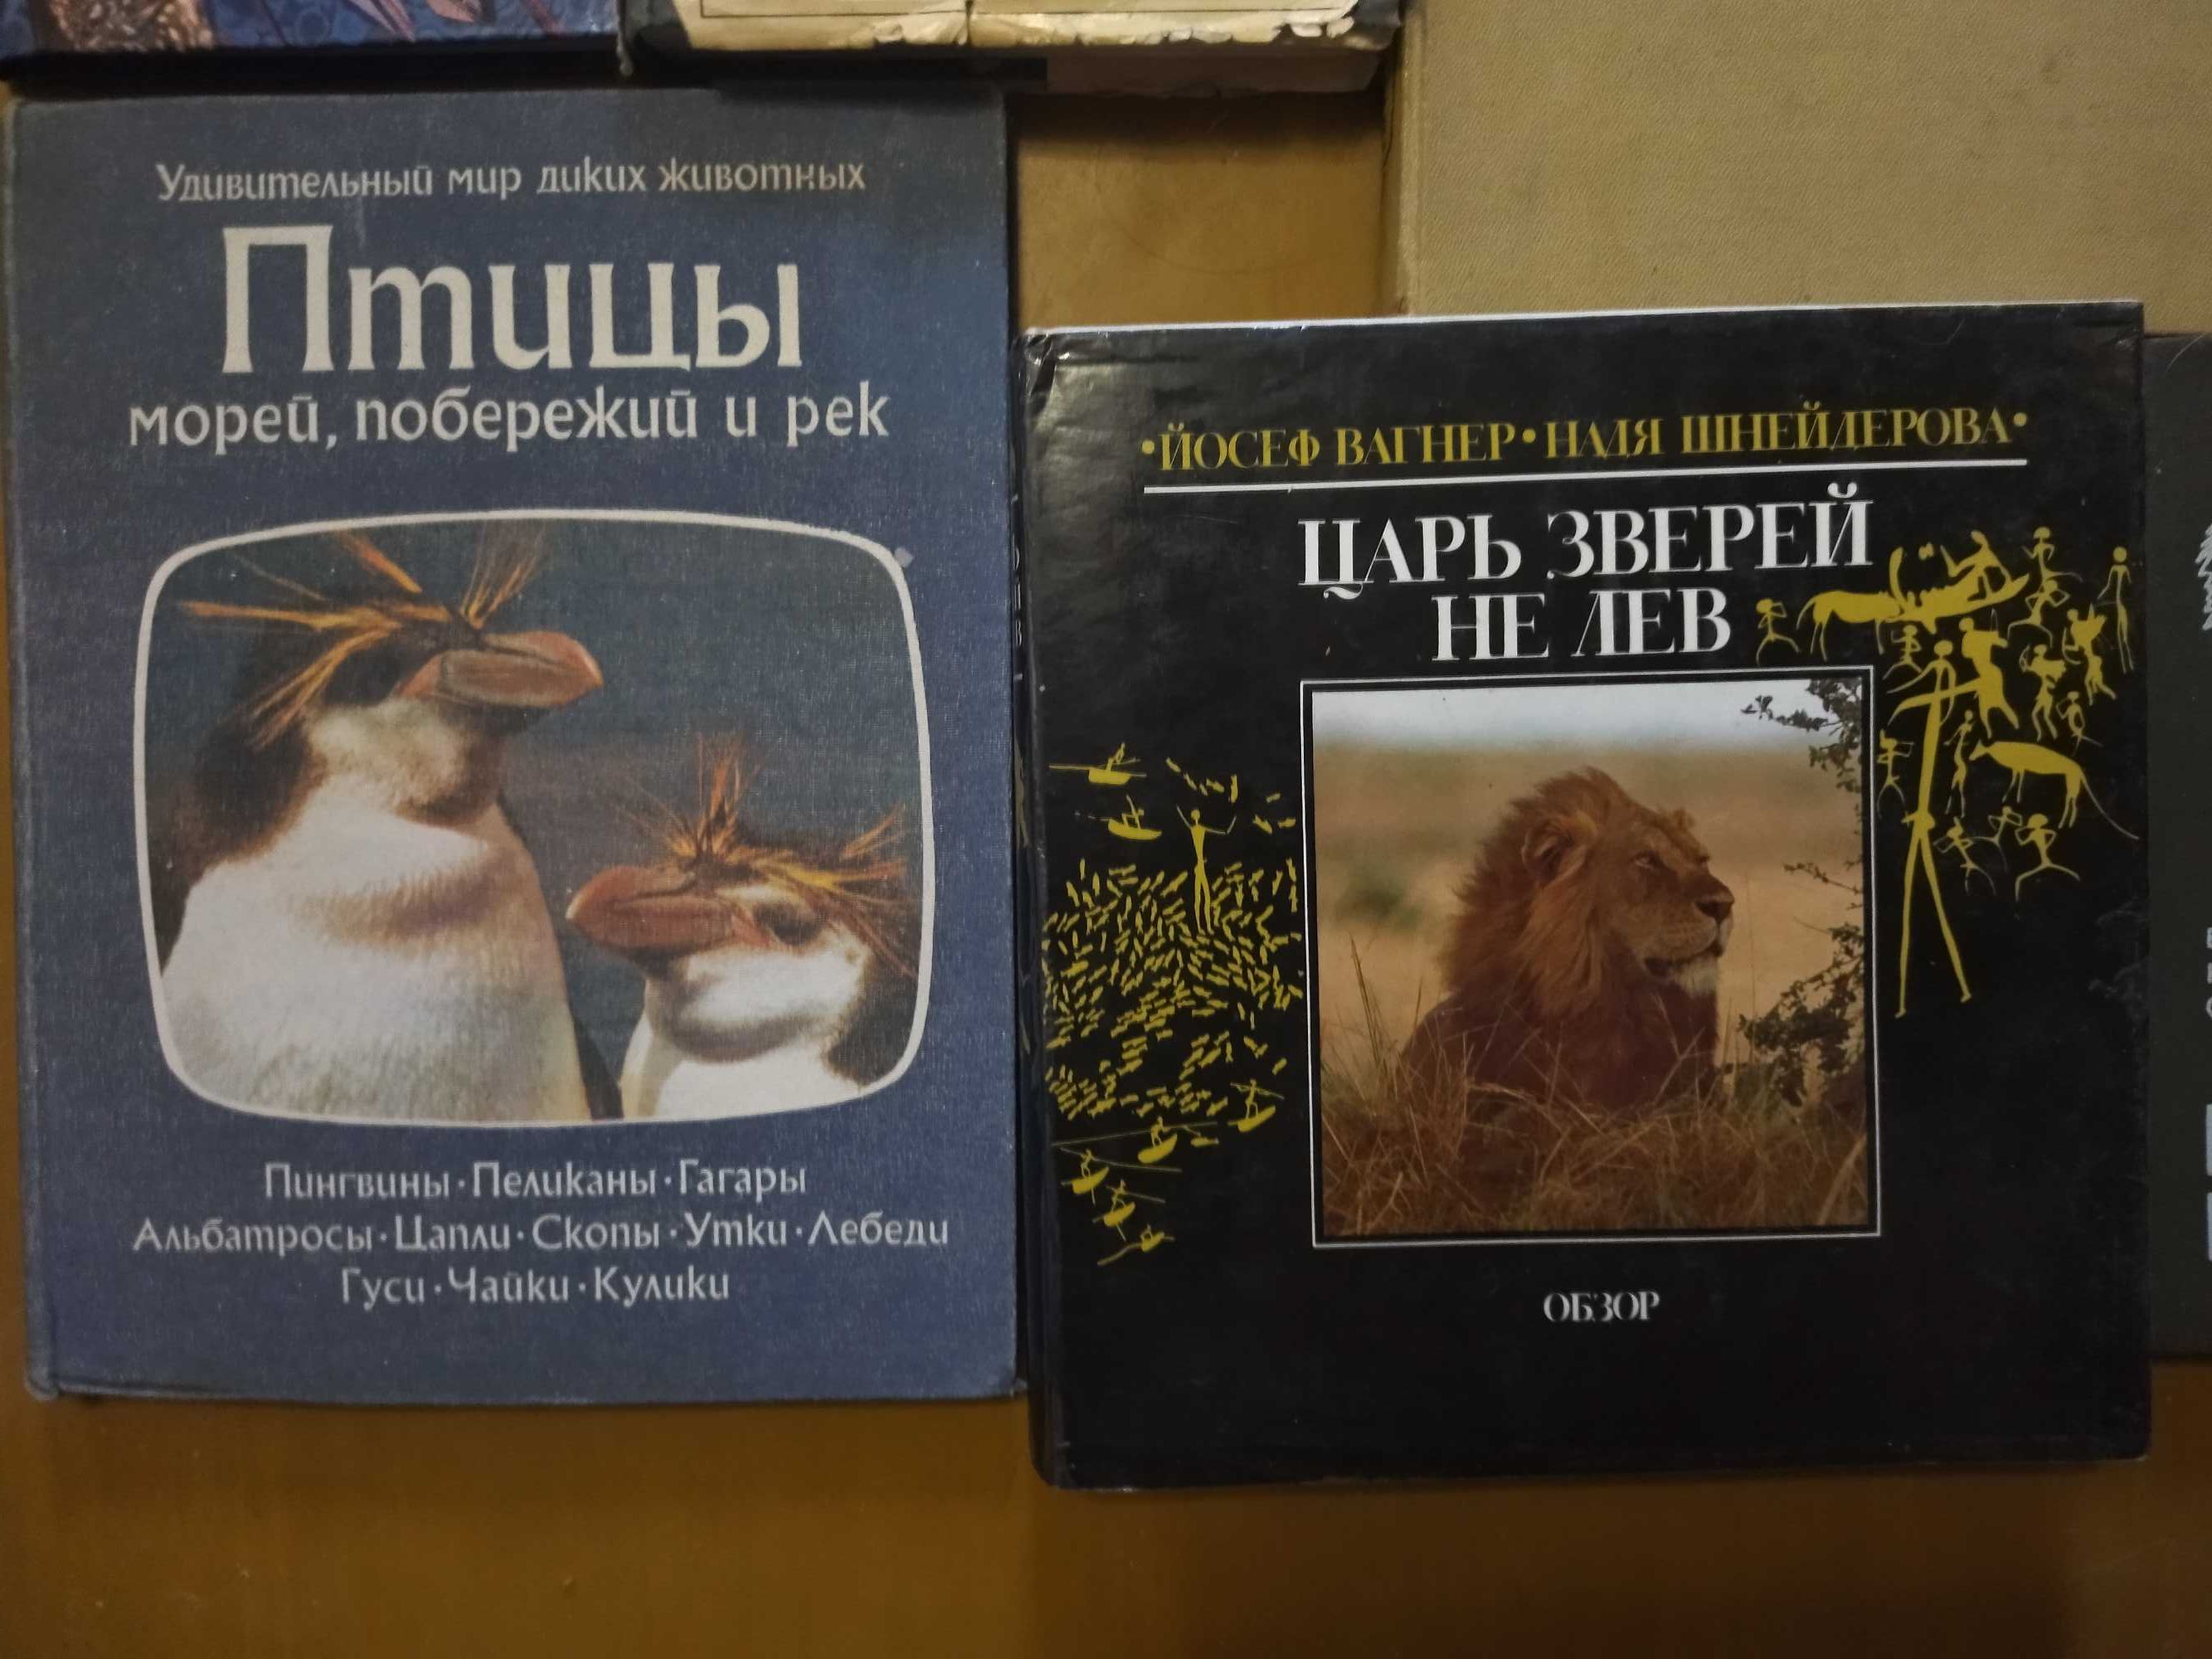 Удивительный мир диких животных
Птицы
морей, побережий и рек
Пингвины · Пеликаны · Гагары
Альбатросы · Цапли · Скопы · Утки · Лебеди
Гуси · Чайки · Кулики
• ЙОСЕФ ВАГНЕР • НАДЯ ШНЕЙДЕРОВА •
ЦАРЬ ЗВЕРЕЙ
НЕ ЛЕВ
ОБЗОР